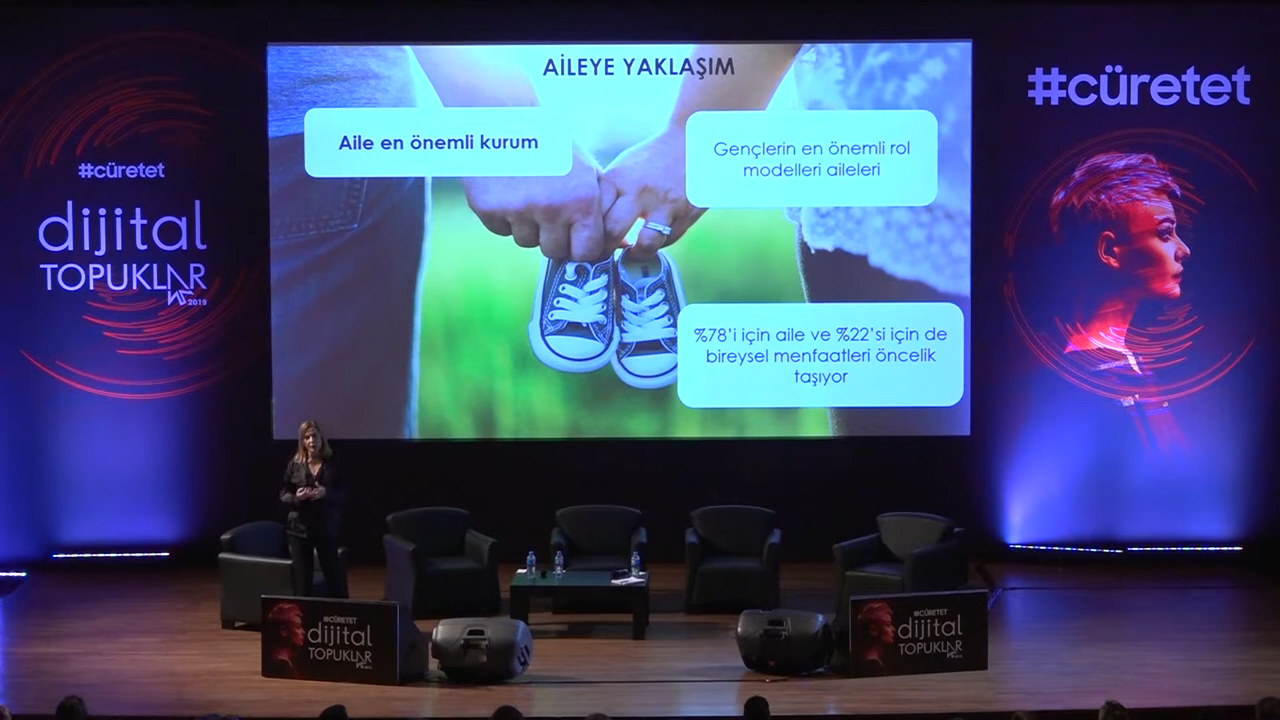 AİLEYE YAKLAŞIM
Aile en önemli kurum
Gençlerin en önemli rol
modelleri aileleri
%78'i için aile ve %22'si için de
bireysel menfaatleri öncelik
taşıyor
#cüretet
dijital
TOPUKLAR
2019
#cüretet
#CÜRETET
dijital
TOPUKLAR
#CÜRETET
dijital
TOPUKLAR